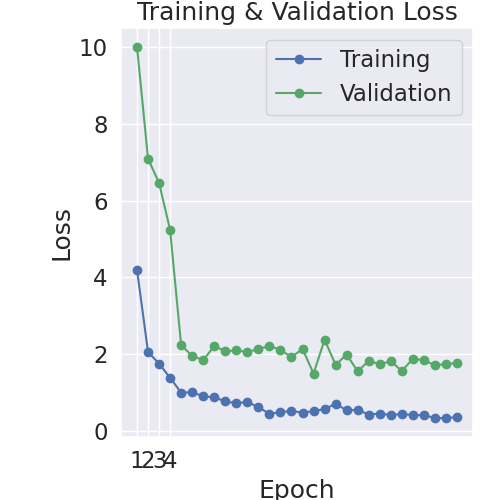 Training & Validation Loss
Training
Validation
Loss
10
8
6
4
2
0
1234
Epoch